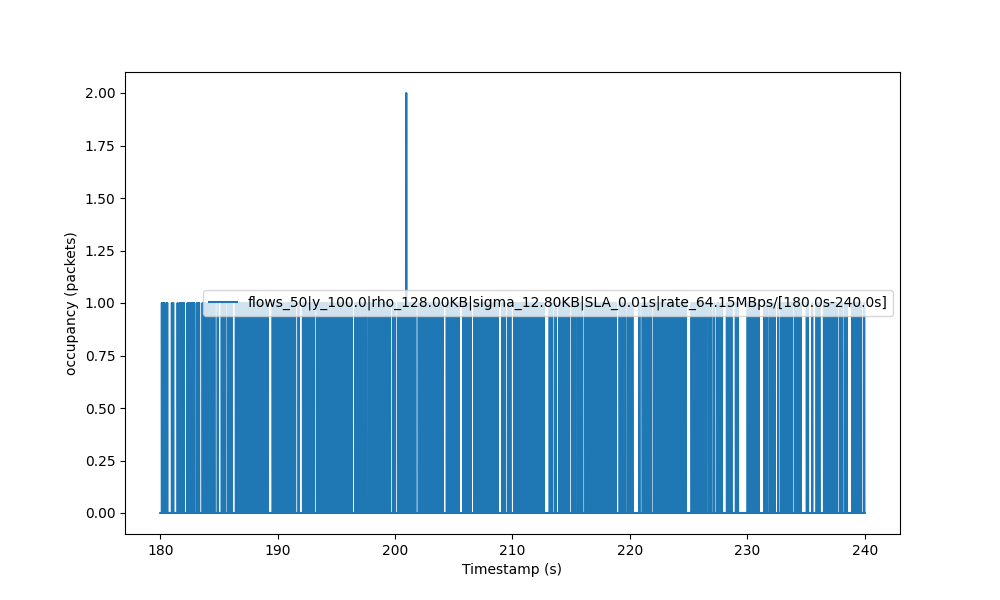 2.00
1.75
1.50
1.25
1.00
0.75
0.50
0.25
0.00
occupancy (packets)
flows_50|y_100.0|rho_128.00KB|sigma_12.80KB|SLA_0.01s|rate_64.15MBps/[180.0s-240.0s]
180 190 200 210 220 230 240
Timestamp (s)